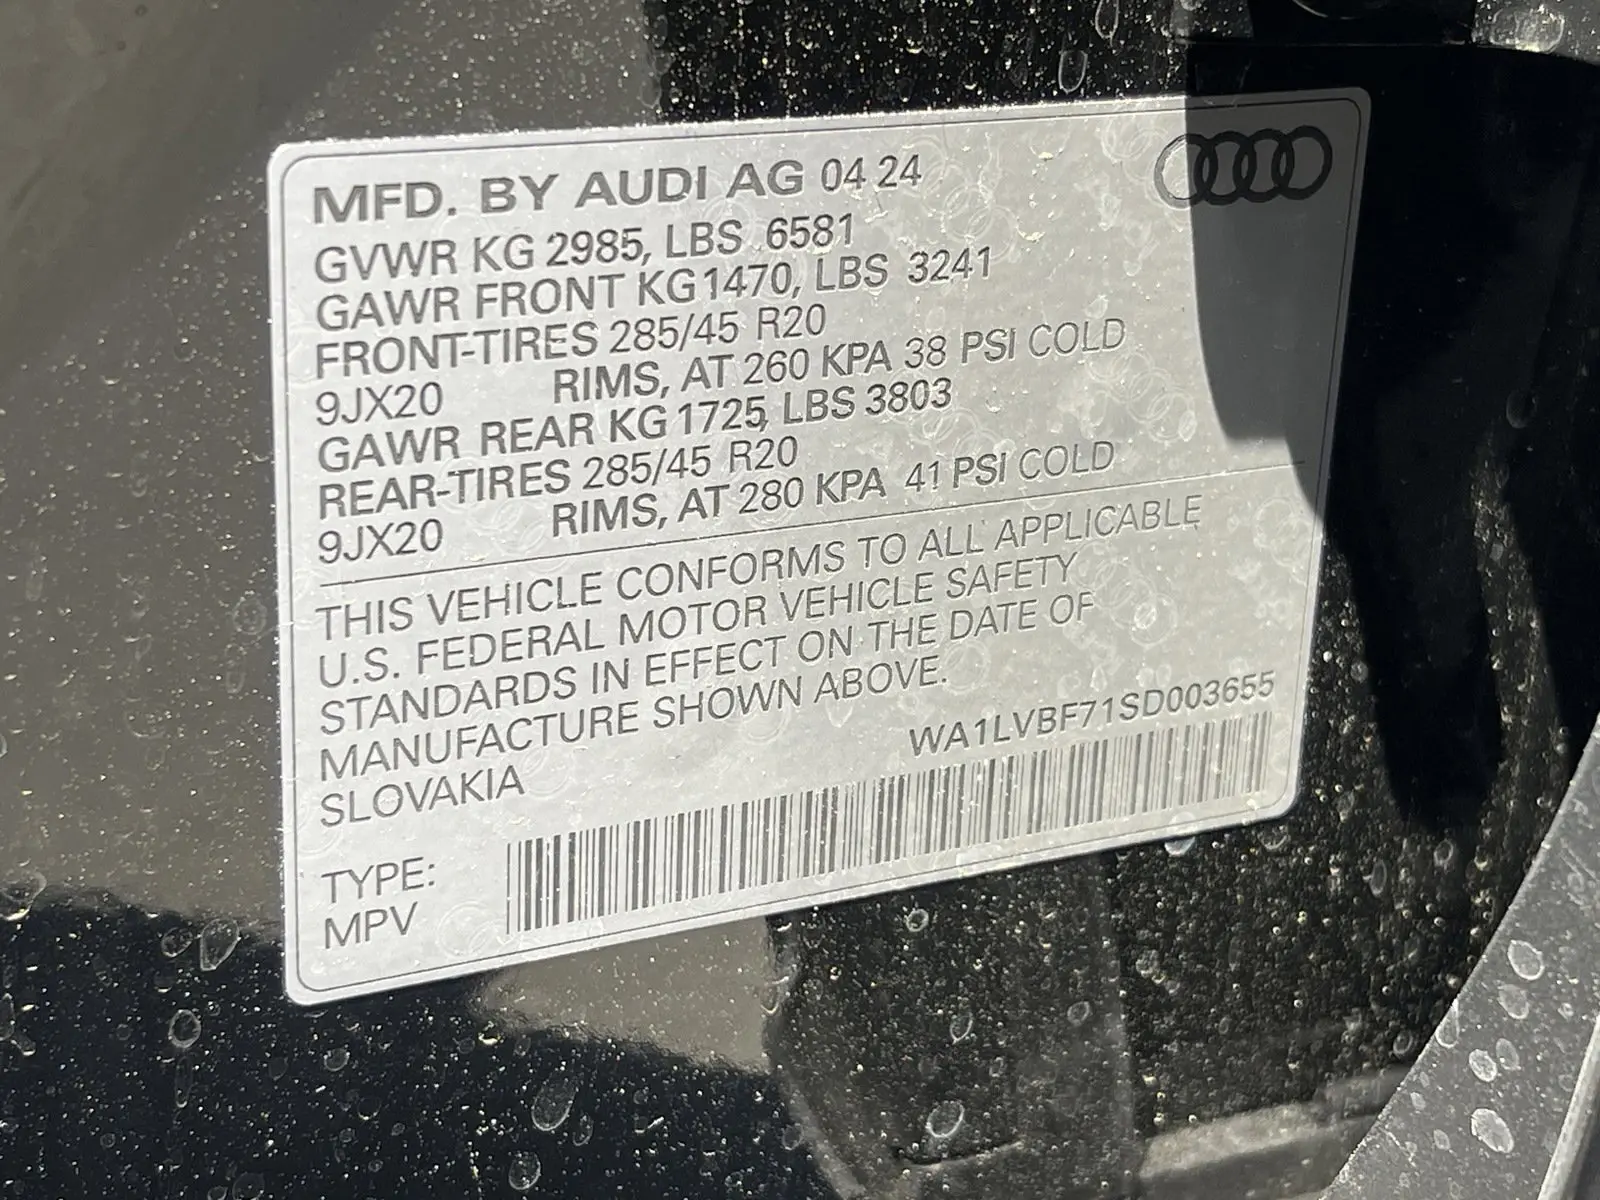 MFD. BY AUDI AG 04 24
GVWR KG 2985, LBS 6581
GAWR FRONT KG 1470, LBS 3241
FRONT-TIRES 285/45 R20
9JX20 RIMS, AT 260 KPA 38 PSI COLD
GAWR REAR KG 1725, LBS 3803
REAR-TIRES 285/45 R20
9JX20 RIMS, AT 280 KPA 41 PSI COLD
THIS VEHICLE CONFORMS TO ALL APPLICABLE
U.S. FEDERAL MOTOR VEHICLE SAFETY
STANDARDS IN EFFECT ON THE DATE OF
MANUFACTURE SHOWN ABOVE.
WA1LVBF71SD003655
SLOVAKIA
TYPE:
MPV